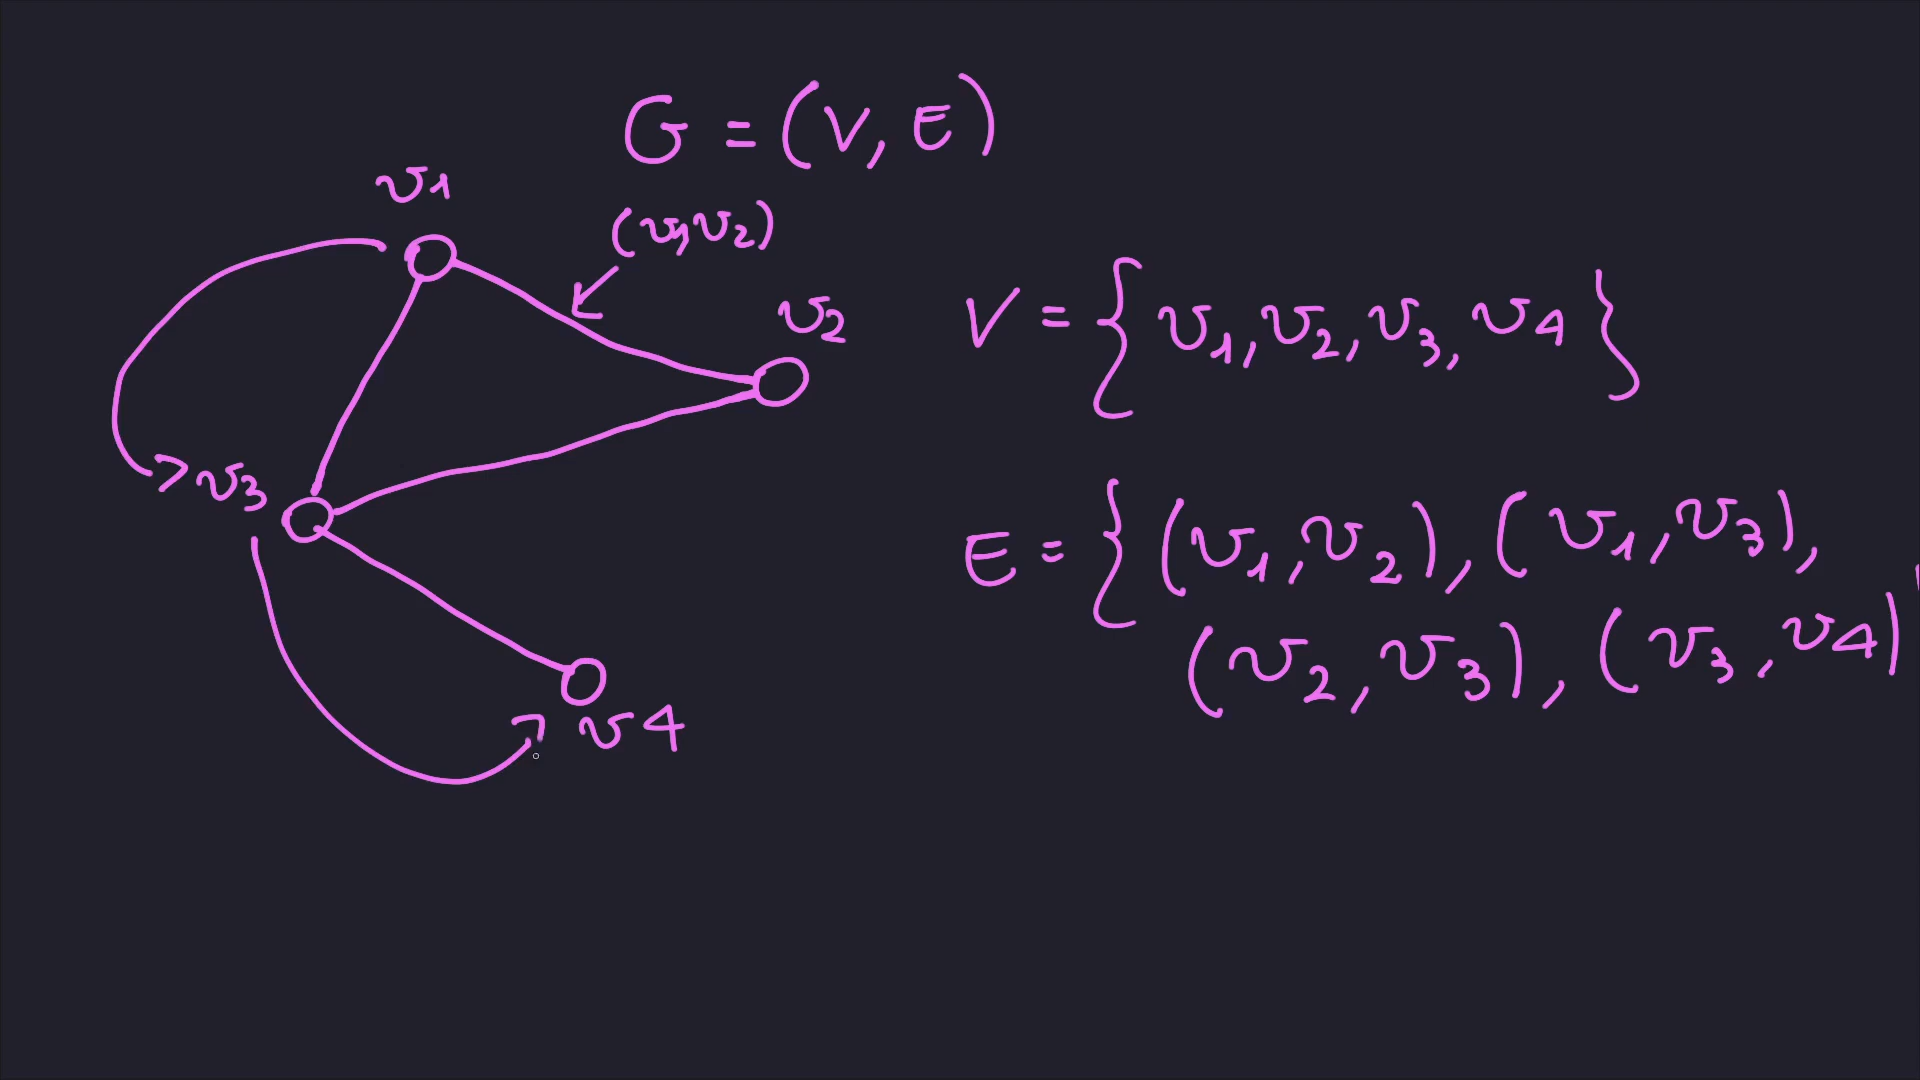 G = (V, E)
v1
(v1, v2)
v2
V = { v1, v2, v3, v4 }
v3
E = { (v1, v2), (v1, v3),
(v2, v3), (v3, v4)
v4